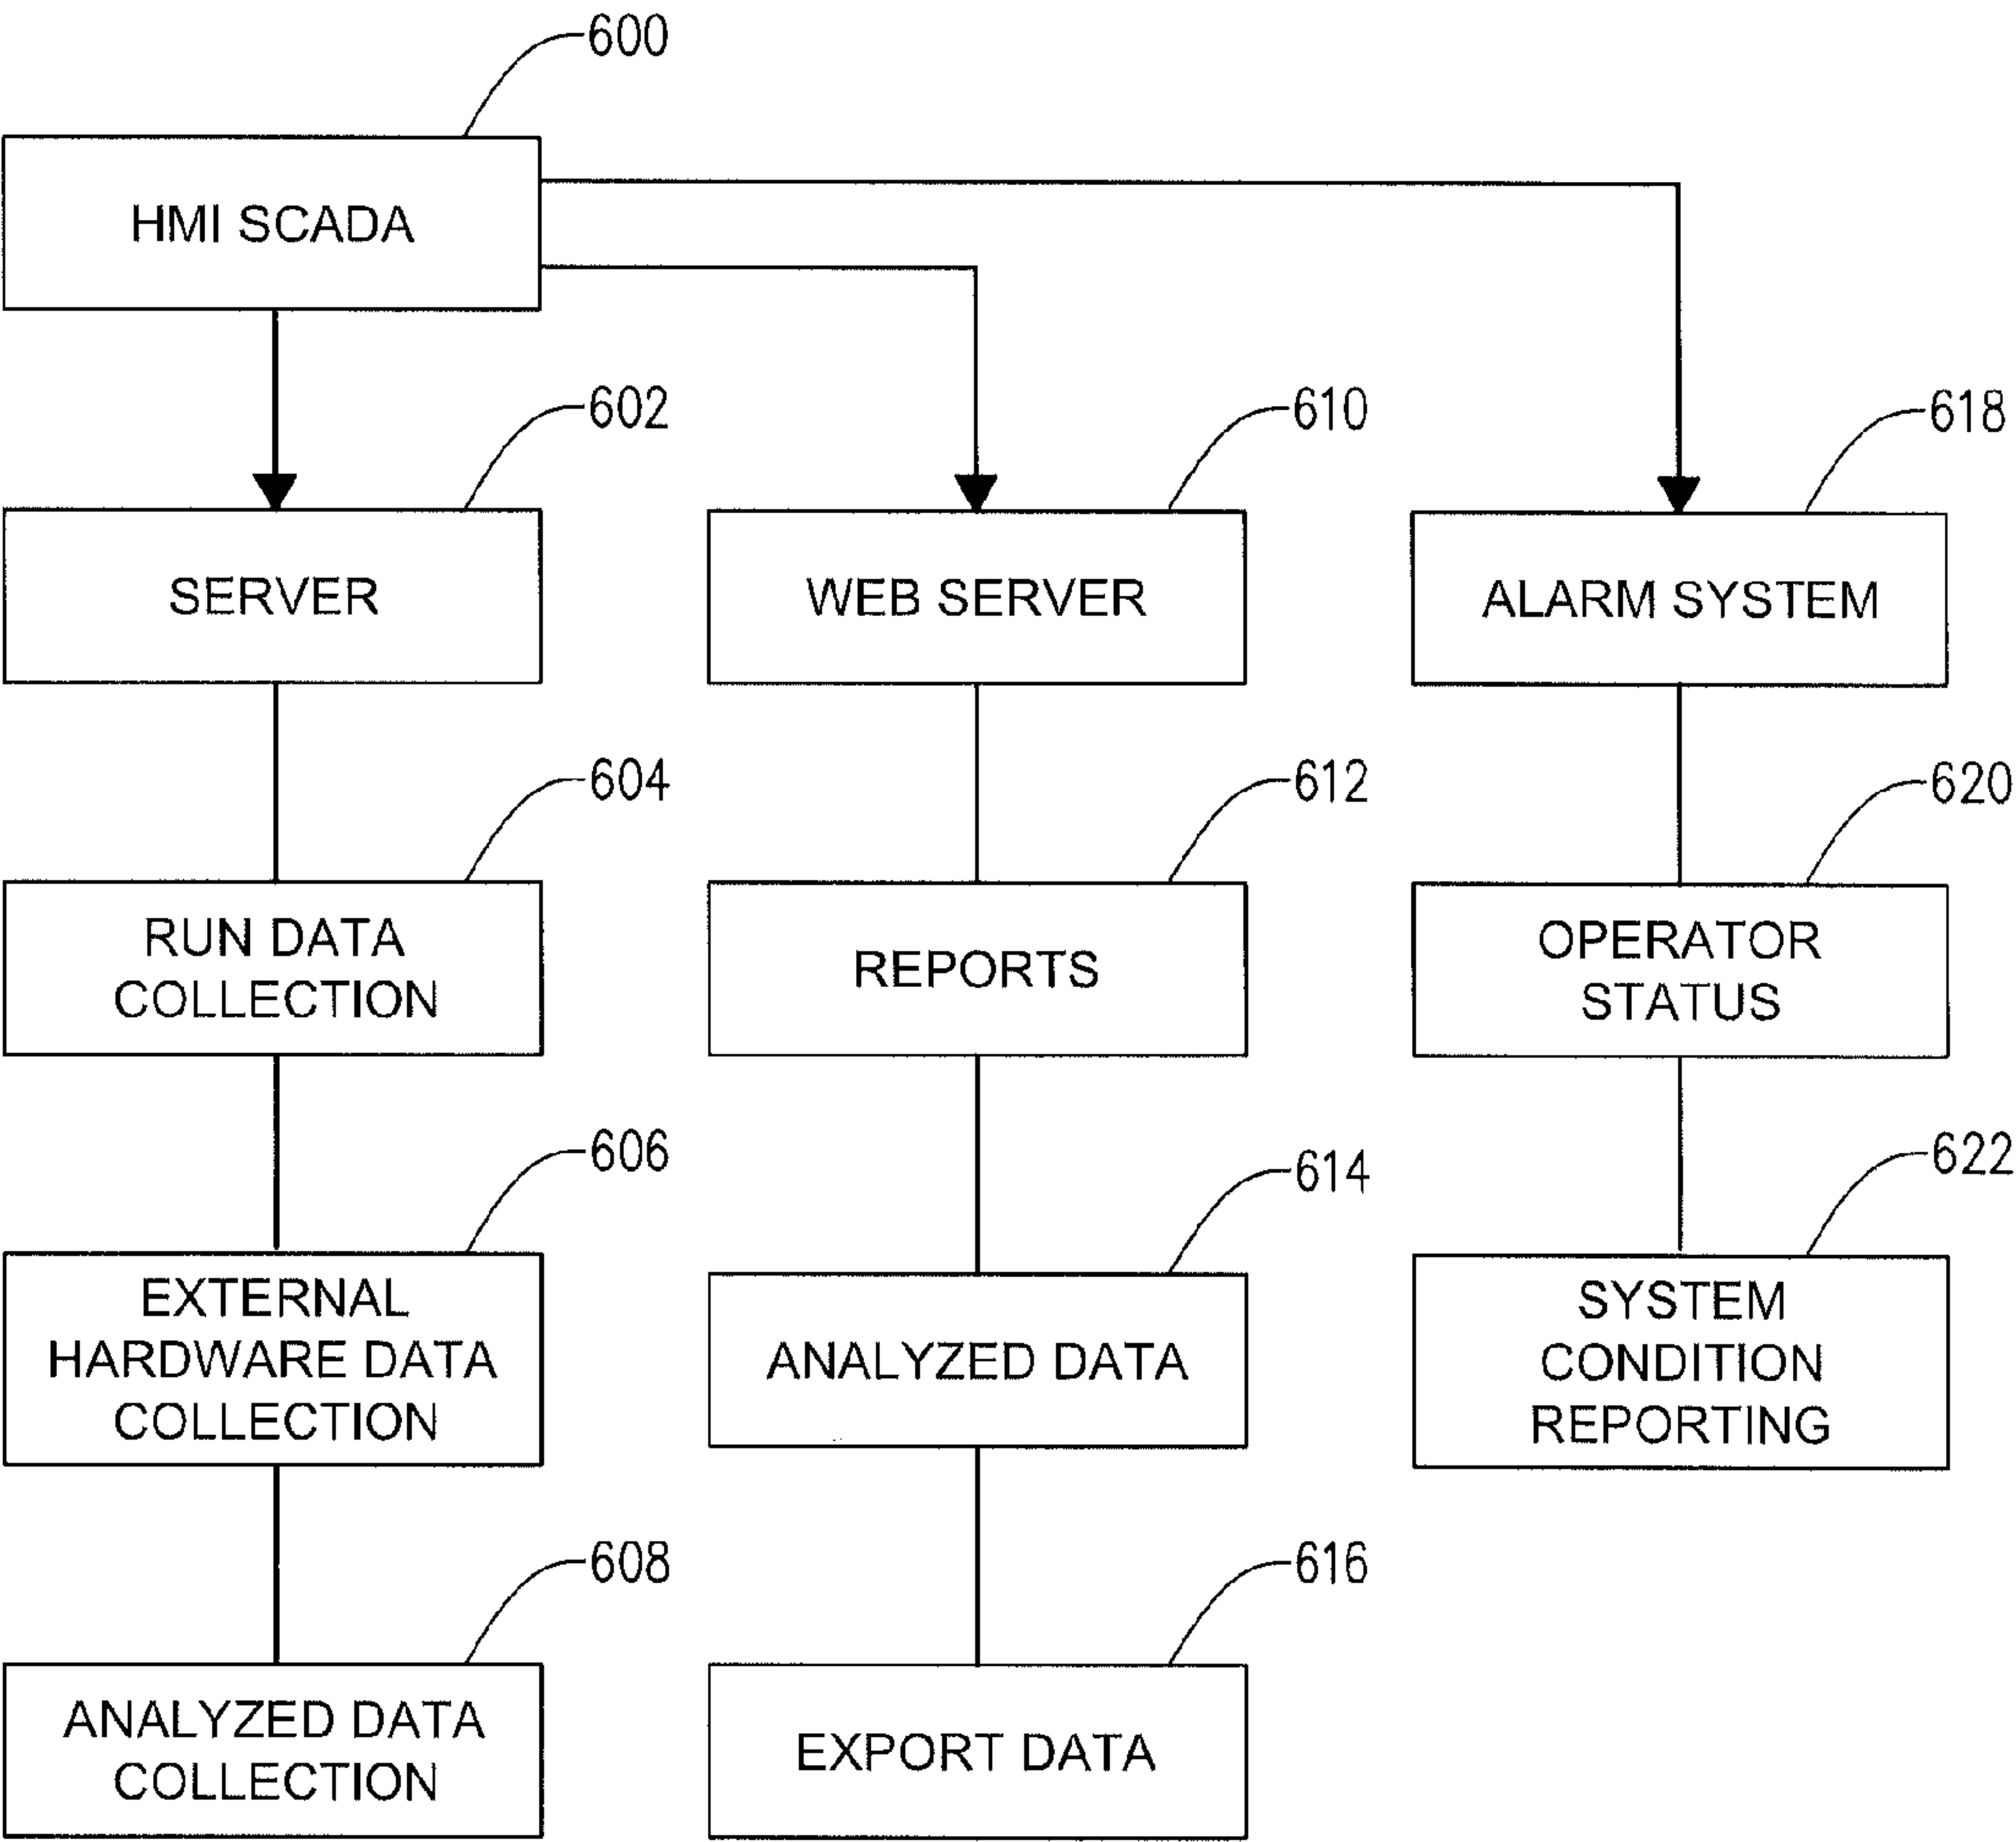 600
HMI SCADA
602
SERVER
604
RUN DATA
COLLECTION
606
EXTERNAL
HARDWARE DATA
COLLECTION
608
ANALYZED DATA
COLLECTION
610
WEB SERVER
612
REPORTS
614
ANALYZED DATA
616
EXPORT DATA
618
ALARM SYSTEM
620
OPERATOR
STATUS
622
SYSTEM
CONDITION
REPORTING